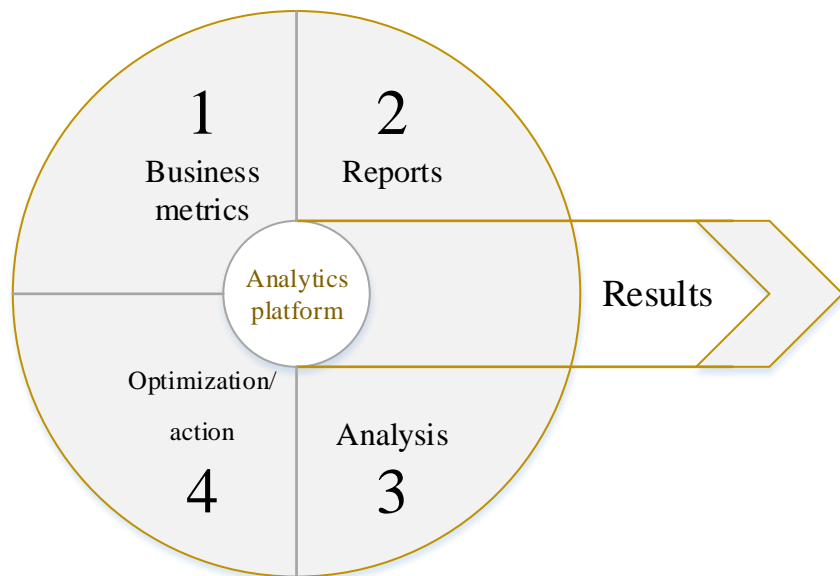 1
Business
metrics
2
Reports
Analytics
platform
Results
Optimization/
action
4
Analysis
3